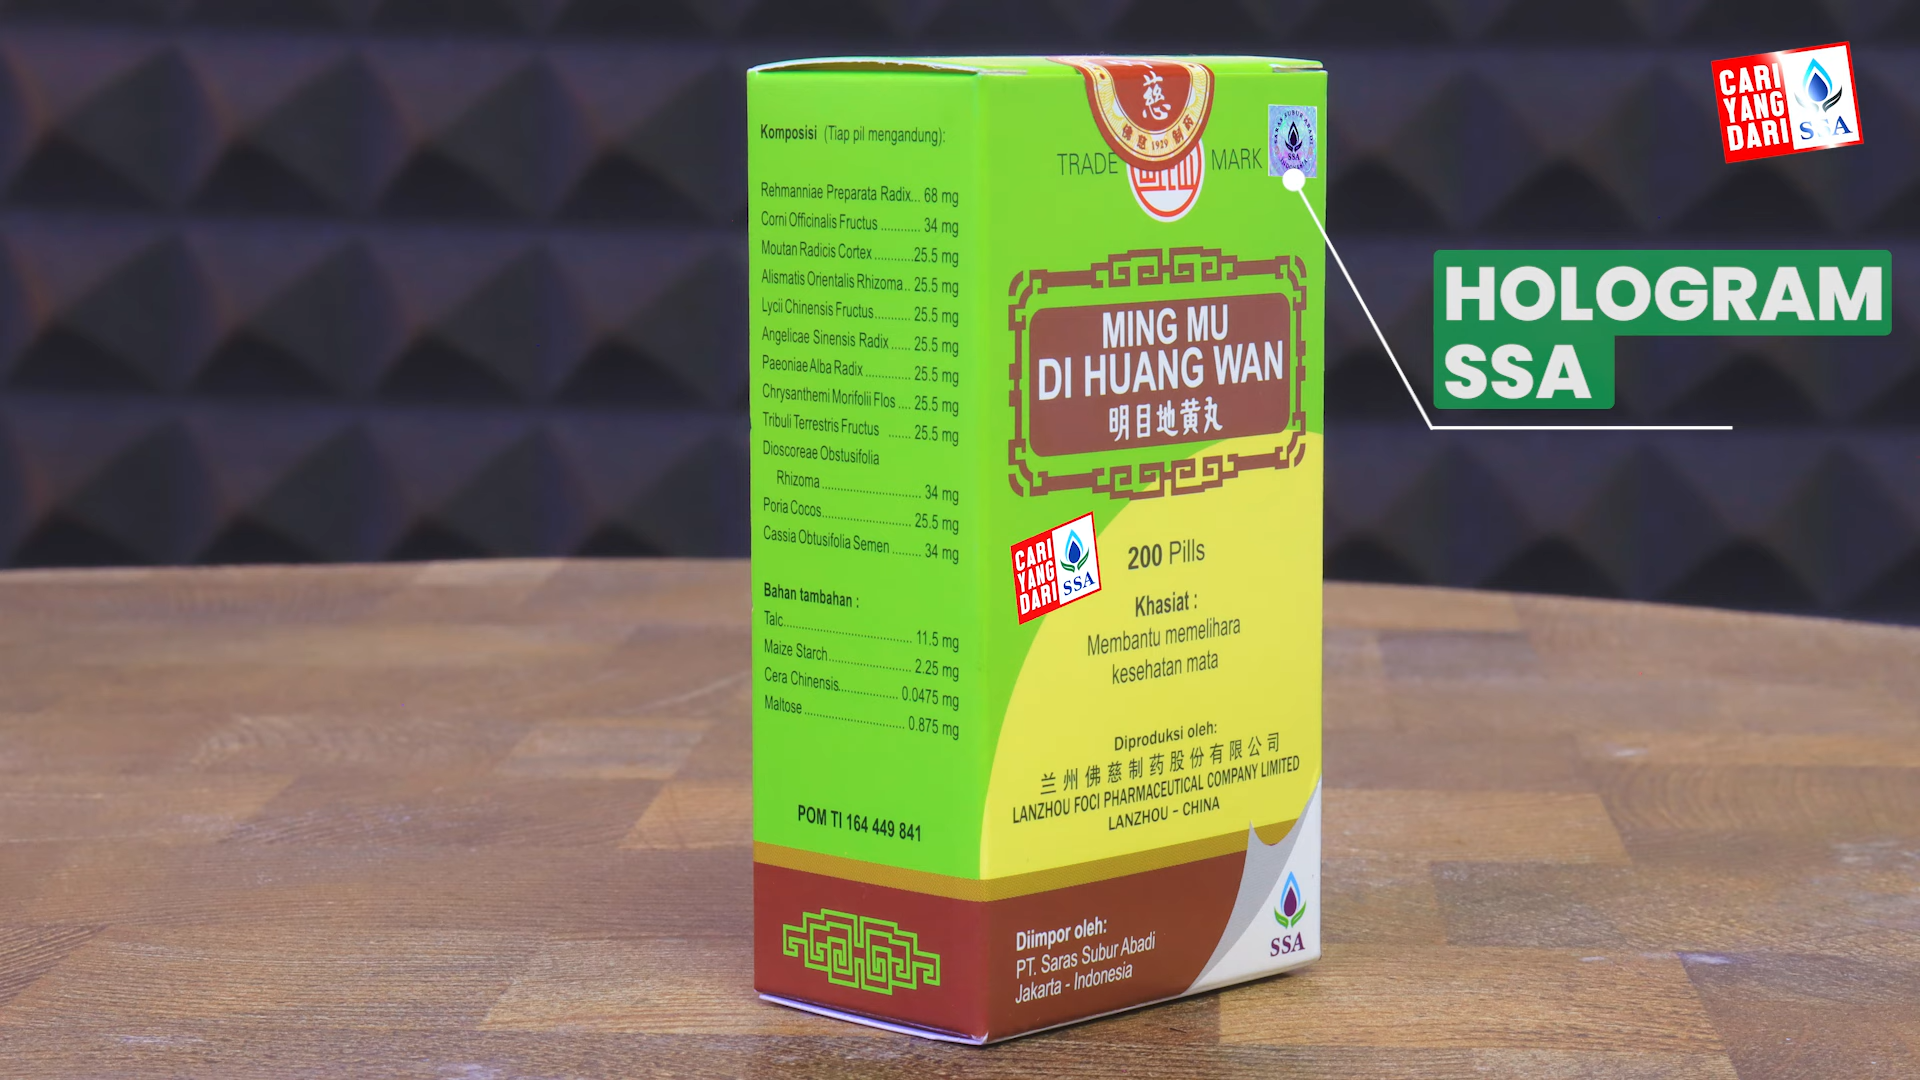 Komposisi (Tiap pil mengandung):
Rehmanniae Preparata Radix... 68 mg
Corni Officinalis Fructus ............ 34 mg
Moutan Radicis Cortex ............25.5 mg
Alismatis Orientalis Rhizoma.. 25.5 mg
Lycii Chinensis Fructus.......... 25.5 mg
Angelicae Sinensis Radix ...... 25.5 mg
Paeoniae Alba Radix .............. 25.5 mg
Chrysanthemi Morifolii Flos .... 25.5 mg
Tribuli Terrestris Fructus ....... 25.5 mg
Dioscoreae Obstusifolia
Rhizoma ............................. 34 mg
Poria Cocos........................... 25.5 mg
Cassia Obtusifolia Semen ........ 34 mg
Bahan tambahan :
Talc...................................... 11.5 mg
Maize Starch......................... 2.25 mg
Cera Chinensis................. 0.0475 mg
Maltose ............................. 0.875 mg
POM TI 164 449 841
慈
佛慈制药
1929
TRADE MARK
SSA
MING MU
DI HUANG WAN
明目地黄丸
CARI
YANG
DARI
SSA
200 Pills
Khasiat :
Membantu memelihara
kesehatan mata
Diproduksi oleh:
兰州佛慈制药股份有限公司
LANZHOU FOCI PHARMACEUTICAL COMPANY LIMITED
LANZHOU - CHINA
Diimpor oleh:
PT. Saras Subur Abadi
Jakarta - Indonesia
SSA
CARI
YANG
DARI
SSA
HOLOGRAM
SSA